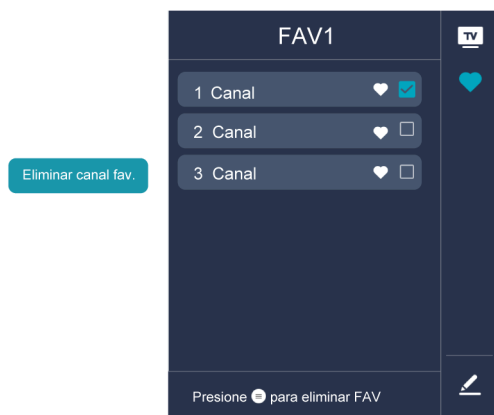 FAV1
TV
1 Canal
2 Canal
Eliminar canal fav.
3 Canal
Presione para eliminar FAV